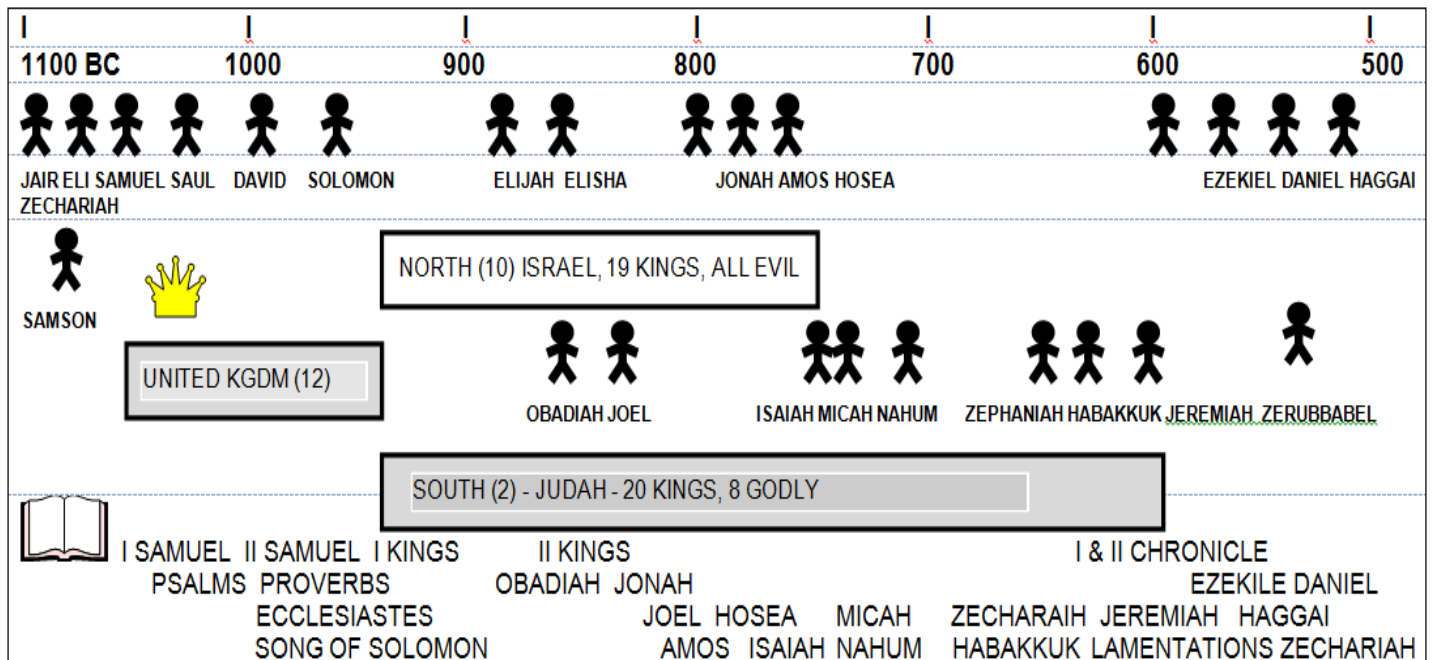 I I I I I I I
1100 BC 1000 900 800 700 600 500
JAIR ELI SAMUEL SAUL DAVID SOLOMON ELIJAH ELISHA JONAH AMOS HOSEA EZEKIEL DANIEL HAGGAI
ZECHARIAH
NORTH (10) ISRAEL, 19 KINGS, ALL EVIL
SAMSON
UNITED KGDM (12)
OBADIAH JOEL ISAIAH MICAH NAHUM ZEPHANIAH HABAKKUK JEREMIAH ZERUBBABEL
SOUTH (2) - JUDAH - 20 KINGS, 8 GODLY
I SAMUEL II SAMUEL I KINGS II KINGS I & II CHRONICLE
PSALMS PROVERBS OBADIAH JONAH EZEKILE DANIEL
ECCLESIASTES JOEL HOSEA MICAH ZECHARAIH JEREMIAH HAGGAI
SONG OF SOLOMON AMOS ISAIAH NAHUM HABAKKUK LAMENTATIONS ZECHARIAH